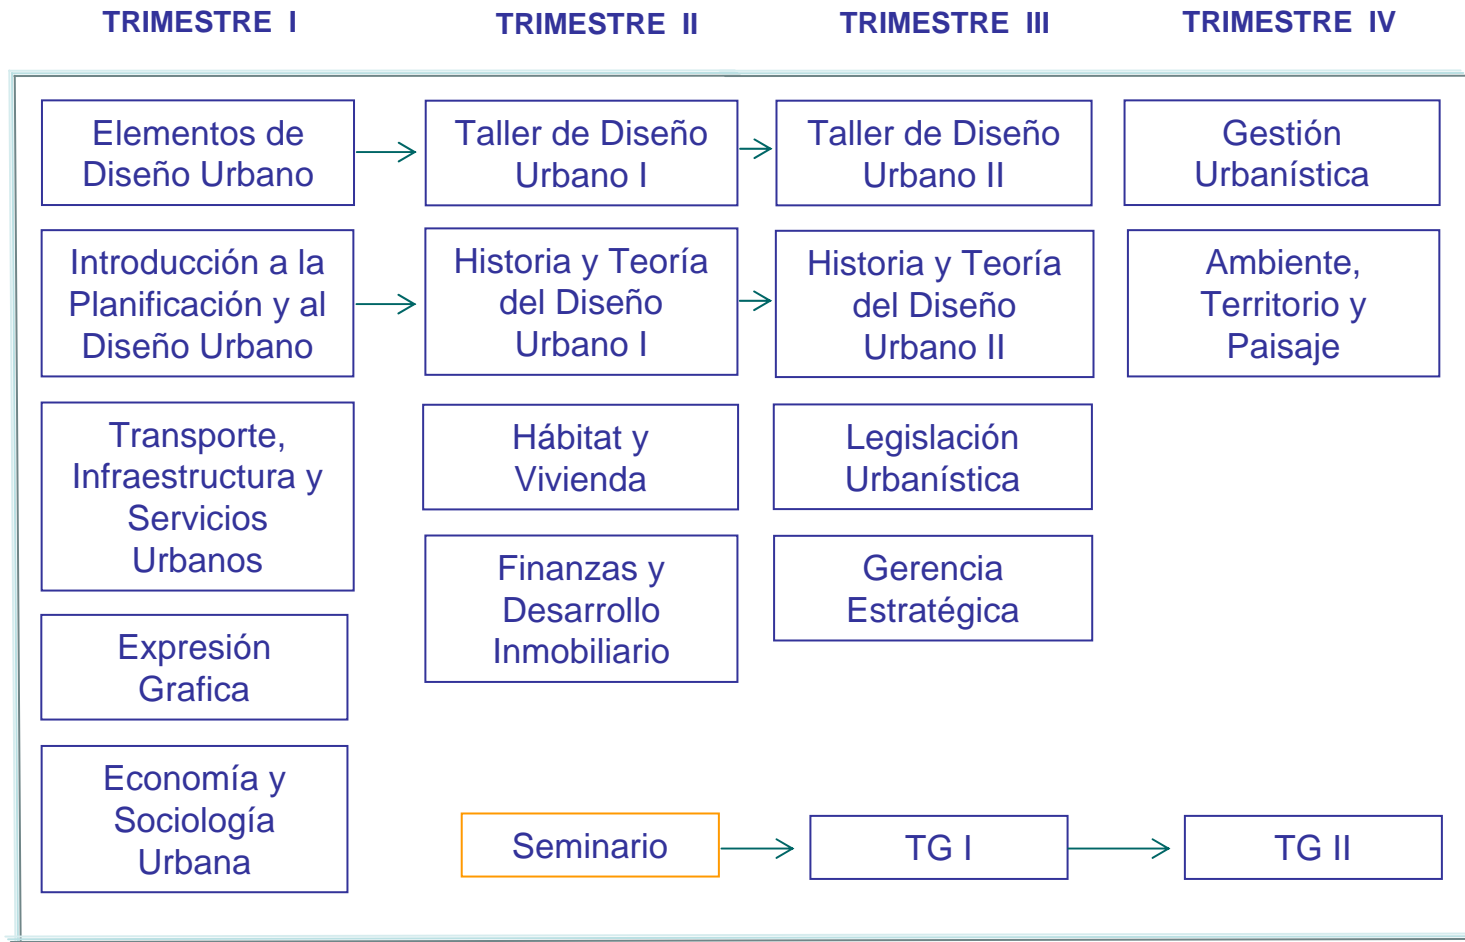 TRIMESTRE I
TRIMESTRE II
TRIMESTRE III
TRIMESTRE IV
Elementos de
Diseño Urbano
Taller de Diseño
Urbano I
Taller de Diseño
Urbano II
Gestión
Urbanística
Introducción a la
Planificación y al
Diseño Urbano
Historia y Teoría
del Diseño
Urbano I
Historia y Teoría
del Diseño
Urbano II
Ambiente,
Territorio y
Paisaje
Transporte,
Infraestructura y
Servicios
Urbanos
Hábitat y
Vivienda
Legislación
Urbanística
Finanzas y
Desarrollo
Inmobiliario
Gerencia
Estratégica
Expresión
Grafica
Economía y
Sociología
Urbana
Seminario
TG I
TG II